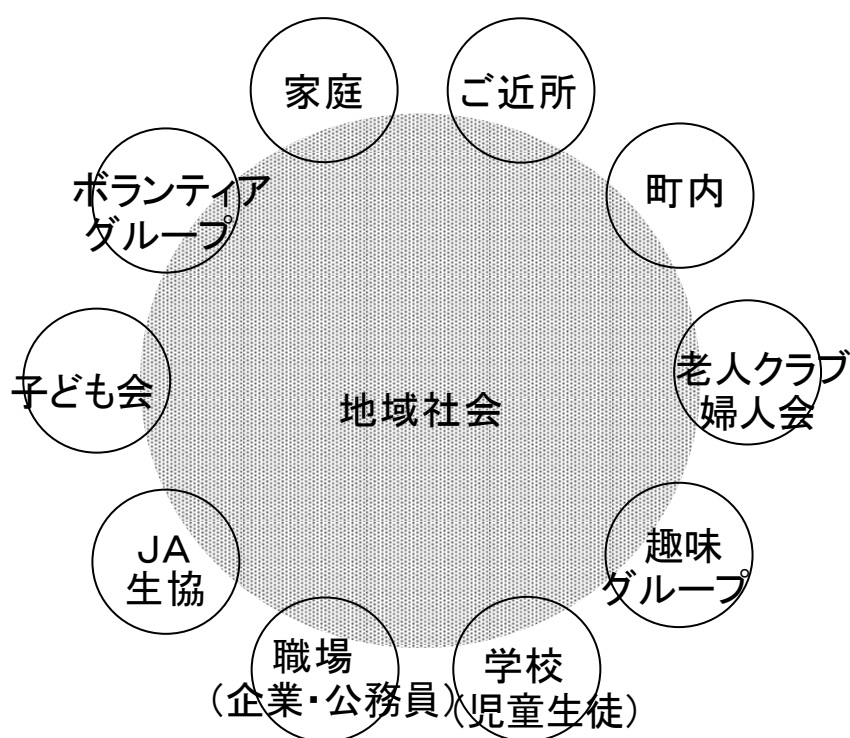 家庭
ご近所
町内
ボランティア
グループ
子ども会
地域社会
老人クラブ
婦人会
JA
生協
趣味
グループ
職場
(企業・公務員)
学校
(児童生徒)